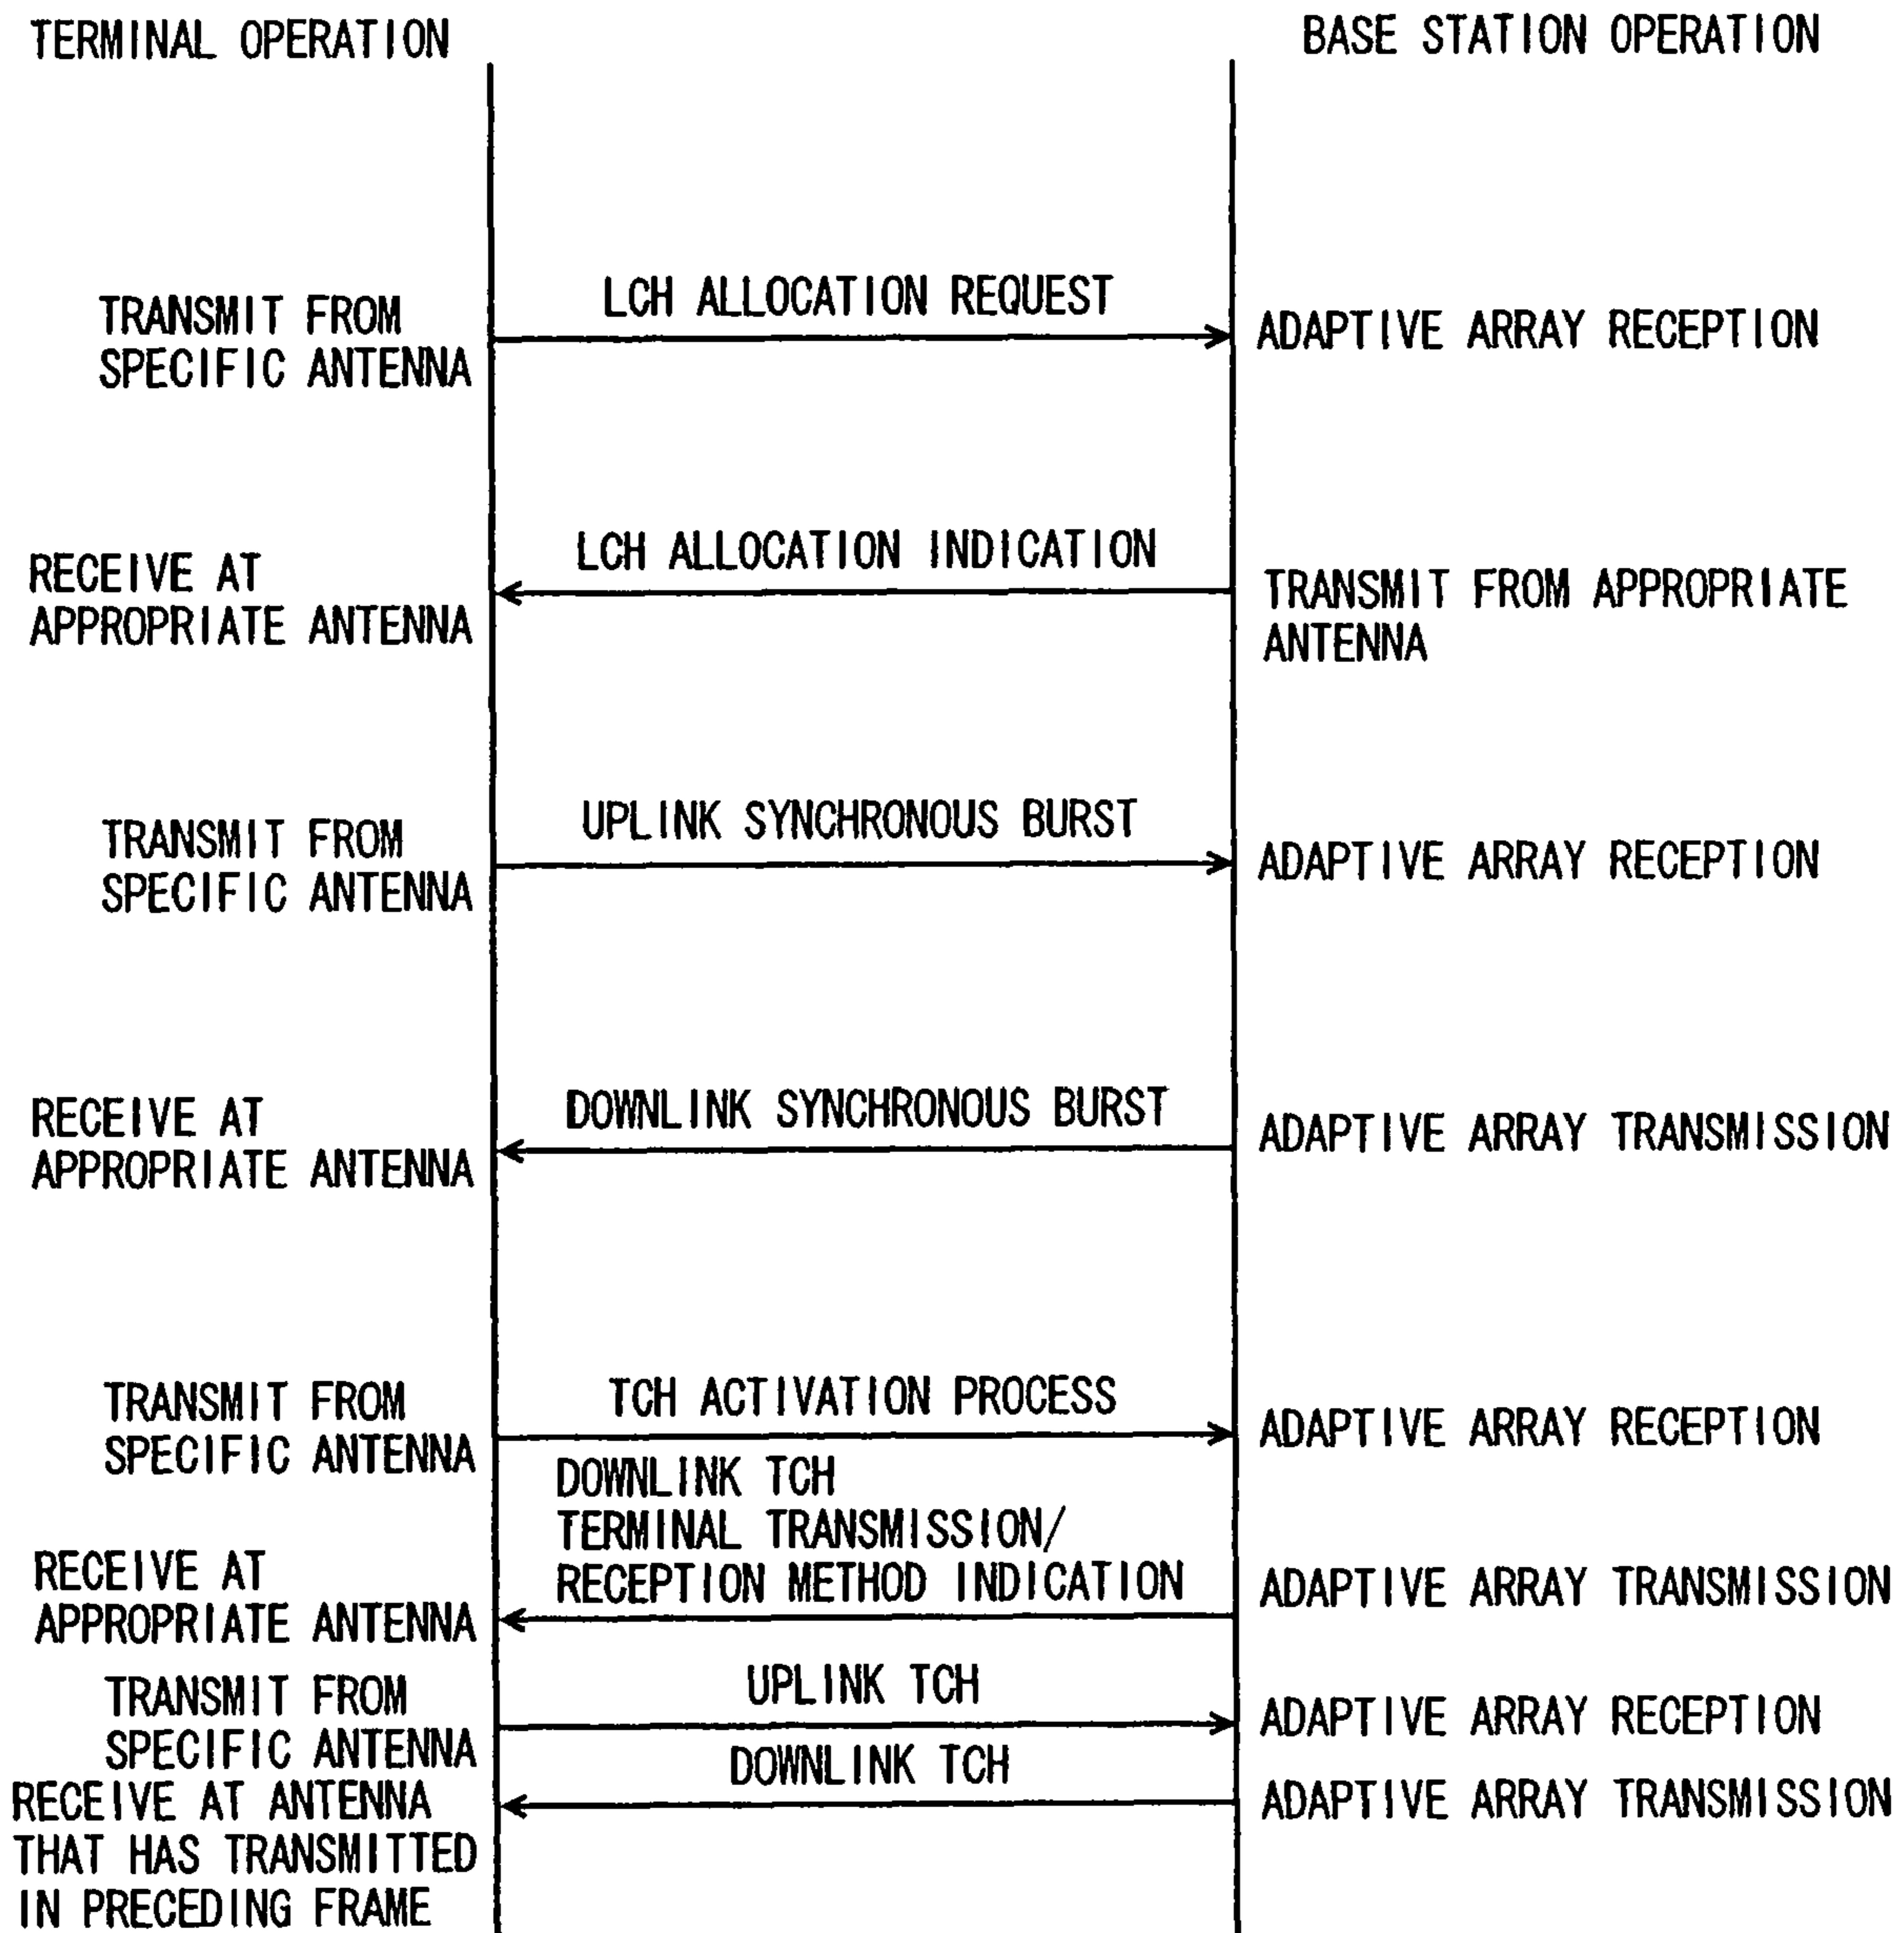 TERMINAL OPERATION
BASE STATION OPERATION
TRANSMIT FROM
SPECIFIC ANTENNA
LCH ALLOCATION REQUEST
ADAPTIVE ARRAY RECEPTION
RECEIVE AT
APPROPRIATE ANTENNA
LCH ALLOCATION INDICATION
TRANSMIT FROM APPROPRIATE
ANTENNA
TRANSMIT FROM
SPECIFIC ANTENNA
UPLINK SYNCHRONOUS BURST
ADAPTIVE ARRAY RECEPTION
RECEIVE AT
APPROPRIATE ANTENNA
DOWNLINK SYNCHRONOUS BURST
ADAPTIVE ARRAY TRANSMISSION
TRANSMIT FROM
SPECIFIC ANTENNA
TCH ACTIVATION PROCESS
ADAPTIVE ARRAY RECEPTION
RECEIVE AT
APPROPRIATE ANTENNA
DOWNLINK TCH
TERMINAL TRANSMISSION/
RECEPTION METHOD INDICATION
ADAPTIVE ARRAY TRANSMISSION
TRANSMIT FROM
SPECIFIC ANTENNA
UPLINK TCH
ADAPTIVE ARRAY RECEPTION
RECEIVE AT ANTENNA
THAT HAS TRANSMITTED
IN PRECEDING FRAME
DOWNLINK TCH
ADAPTIVE ARRAY TRANSMISSION